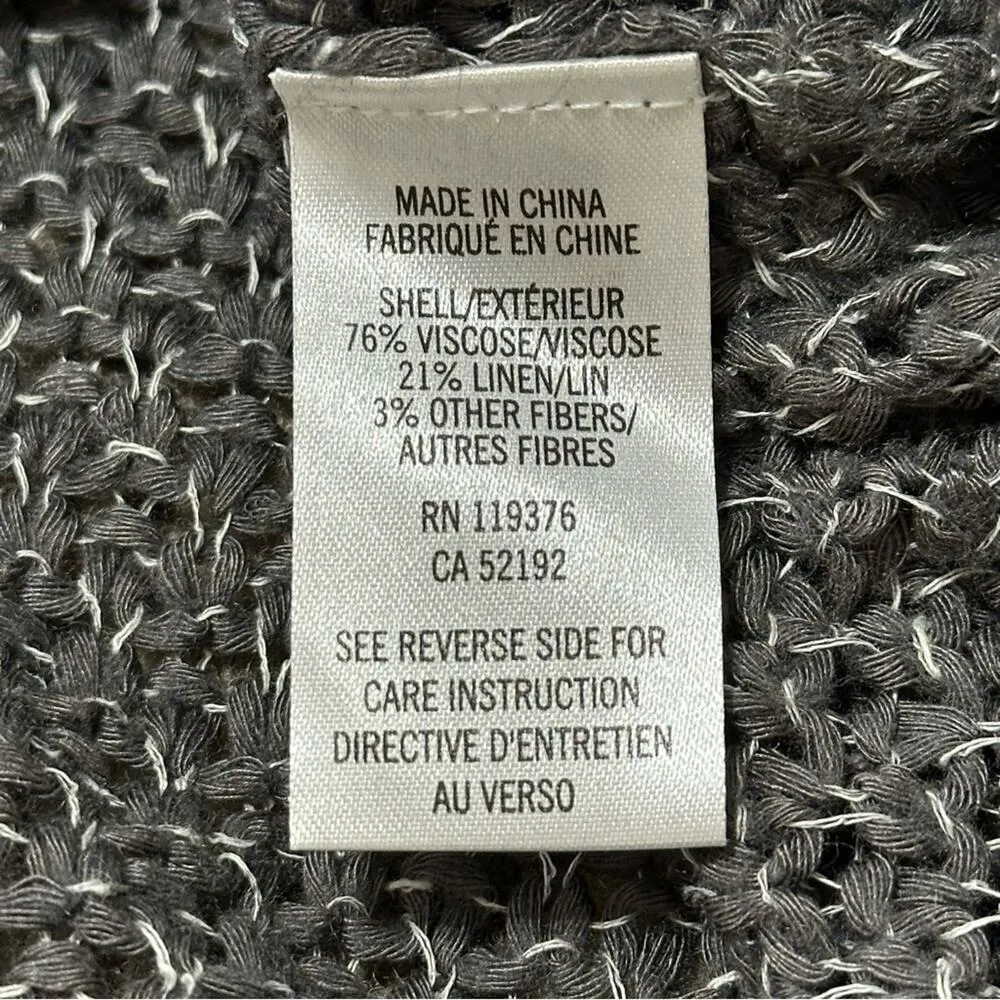 MADE IN CHINA
FABRIQUÉ EN CHINE
SHELL/EXTÉRIEUR
76% VISCOSE/VISCOSE
21% LINEN/LIN
3% OTHER FIBERS/
AUTRES FIBRES
RN 119376
CA 52192
SEE REVERSE SIDE FOR
CARE INSTRUCTION
DIRECTIVE D'ENTRETIEN
AU VERSO